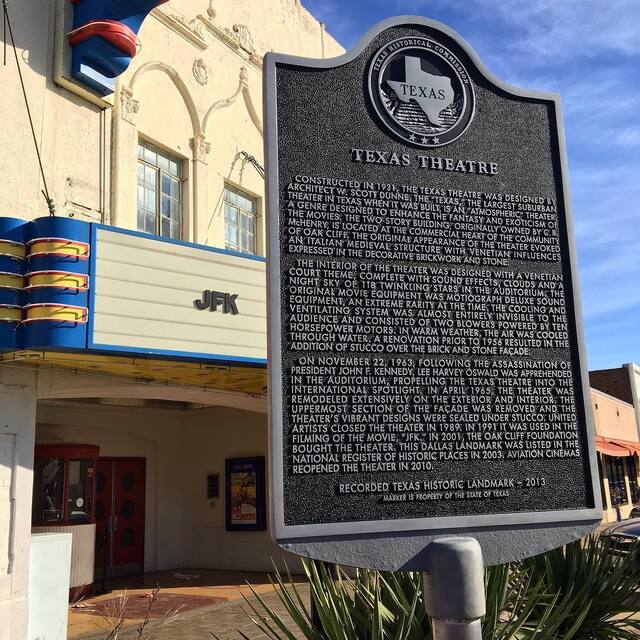 TEXAS HISTORICAL COMMISSION
TEXAS
TEXAS THEATRE
CONSTRUCTED IN 1931, THE TEXAS THEATRE WAS DESIGNED BY
ARCHITECT W. SCOTT DUNNE. THE "TEXAS," THE LARGEST SUBURBAN
THEATER IN TEXAS WHEN IT WAS BUILT, IS AN "ATMOSPHERIC" THEATER,
A GENRE DESIGNED TO ENHANCE THE FANTASY AND EXOTICISM OF
THE MOVIES. THE TWO STORY BUILDING, ORIGINALLY OWNED BY C.R.
McHENRY, IS LOCATED AT THE COMMERCIAL HEART OF THE COMMUNITY
OF OAK CLIFF. THE ORIGINAL APPEARANCE OF THE THEATER EVOKED
AN ITALIAN MEDIEVAL STRUCTURE WITH VENETIAN INFLUENCE
EXPRESSED IN THE DECORATIVE BRICKWORK AND STONE.
THE INTERIOR OF THE THEATER WAS DESIGNED WITH A VENETIAN
COURT THEME COMPLETE WITH SOUND EFFECTS, CLOUDS AND A
NIGHT SKY OF 118 TWINKLING STARS IN THE AUDITORIUM. THE
ORIGINAL MOVIE EQUIPMENT WAS MOTOGRAPH DELUXE SOUND
EQUIPMENT, AN EXTREME RARITY AT THE TIME. THE COOLING AND
VENTILATING SYSTEM WAS ALMOST ENTIRELY INVISIBLE TO THE
AUDIENCE AND CONSISTED OF TWO BLOWERS POWERED BY TEN
HORSEPOWER MOTORS. IN WARM WEATHER, THE AIR WAS COOLED
THROUGH WATER. A RENOVATION PRIOR TO 1956 RESULTED IN THE
ADDITION OF STUCCO OVER THE BRICK AND STONE FAÇADE.
ON NOVEMBER 22, 1963, FOLLOWING THE ASSASSINATION OF
PRESIDENT JOHN F. KENNEDY, LEE HARVEY OSWALD WAS APPREHENDED
IN THE AUDITORIUM, PROPELLING THE TEXAS THEATRE INTO THE
INTERNATIONAL SPOTLIGHT. IN APRIL 1965, THE THEATER WAS
REMODELED EXTENSIVELY ON THE EXTERIOR AND INTERIOR. THE
UPPERMOST SECTION OF THE FAÇADE WAS REMOVED AND THE
THEATER'S VIBRANT DESIGNS WERE SEALED UNDER STUCCO. UNITED
ARTISTS CLOSED THE THEATER IN 1989. IN 1991 IT WAS USED IN THE
FILMING OF THE MOVIE, "JFK." IN 2001, THE OAK CLIFF FOUNDATION
BOUGHT THE THEATER. THIS DALLAS LANDMARK WAS LISTED IN THE
NATIONAL REGISTER OF HISTORIC PLACES IN 2003. AVIATION CINEMAS
REOPENED THE THEATER IN 2010.
RECORDED TEXAS HISTORIC LANDMARK – 2013
MARKER IS PROPERTY OF THE STATE OF TEXAS
JFK